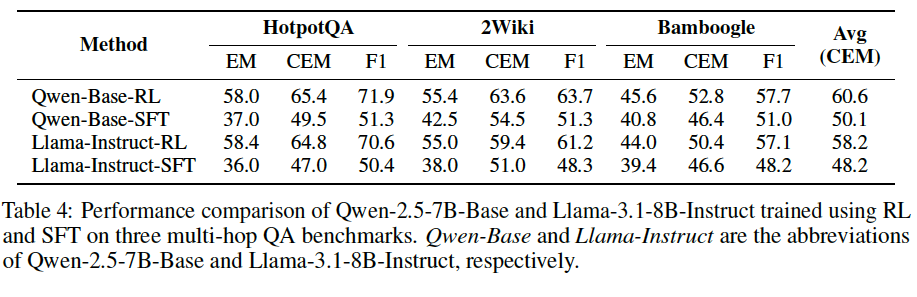 Method HotpotQA 2Wiki Bamboogle Avg (CEM)
EM CEM F1 EM CEM F1 EM CEM F1
Qwen-Base-RL 58.0 65.4 71.9 55.4 63.6 63.7 45.6 52.8 57.7 60.6
Qwen-Base-SFT 37.0 49.5 51.3 42.5 54.5 51.3 40.8 46.4 51.0 50.1
Llama-Instruct-RL 58.4 64.8 70.6 55.0 59.4 61.2 44.0 50.4 57.1 58.2
Llama-Instruct-SFT 36.0 47.0 50.4 38.0 51.0 48.3 39.4 46.6 48.2 48.2
Table 4: Performance comparison of Qwen-2.5-7B-Base and Llama-3.1-8B-Instruct trained using RL
and SFT on three multi-hop QA benchmarks. Qwen-Base and Llama-Instruct are the abbreviations
of Qwen-2.5-7B-Base and Llama-3.1-8B-Instruct, respectively.